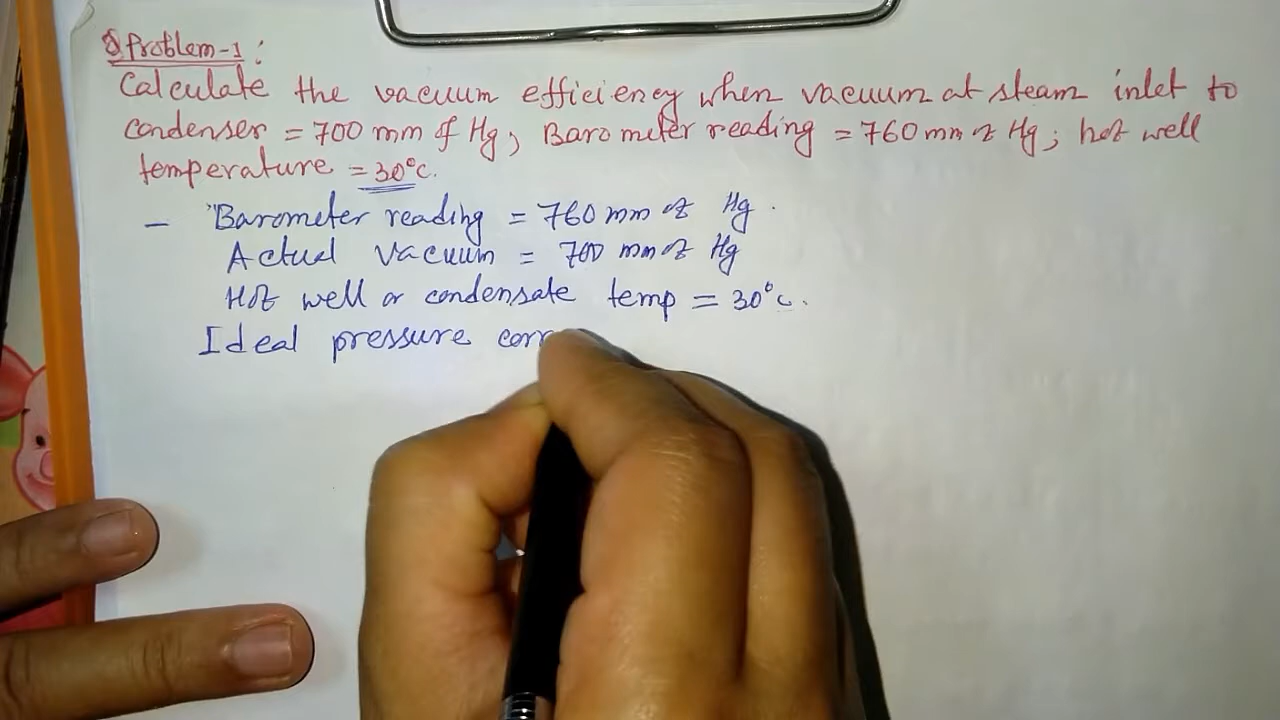 Problem-1:
Calculate the vacuum efficiency when vacuum at steam inlet to
condenser = 700 mm of Hg; Barometer reading = 760 mm of Hg; hot well
temperature = 30°c.
- Barometer reading = 760 mm of Hg.
Actual vacuum = 700 mm of Hg
Hot well or condensate temp = 30°c.
Ideal pressure corr